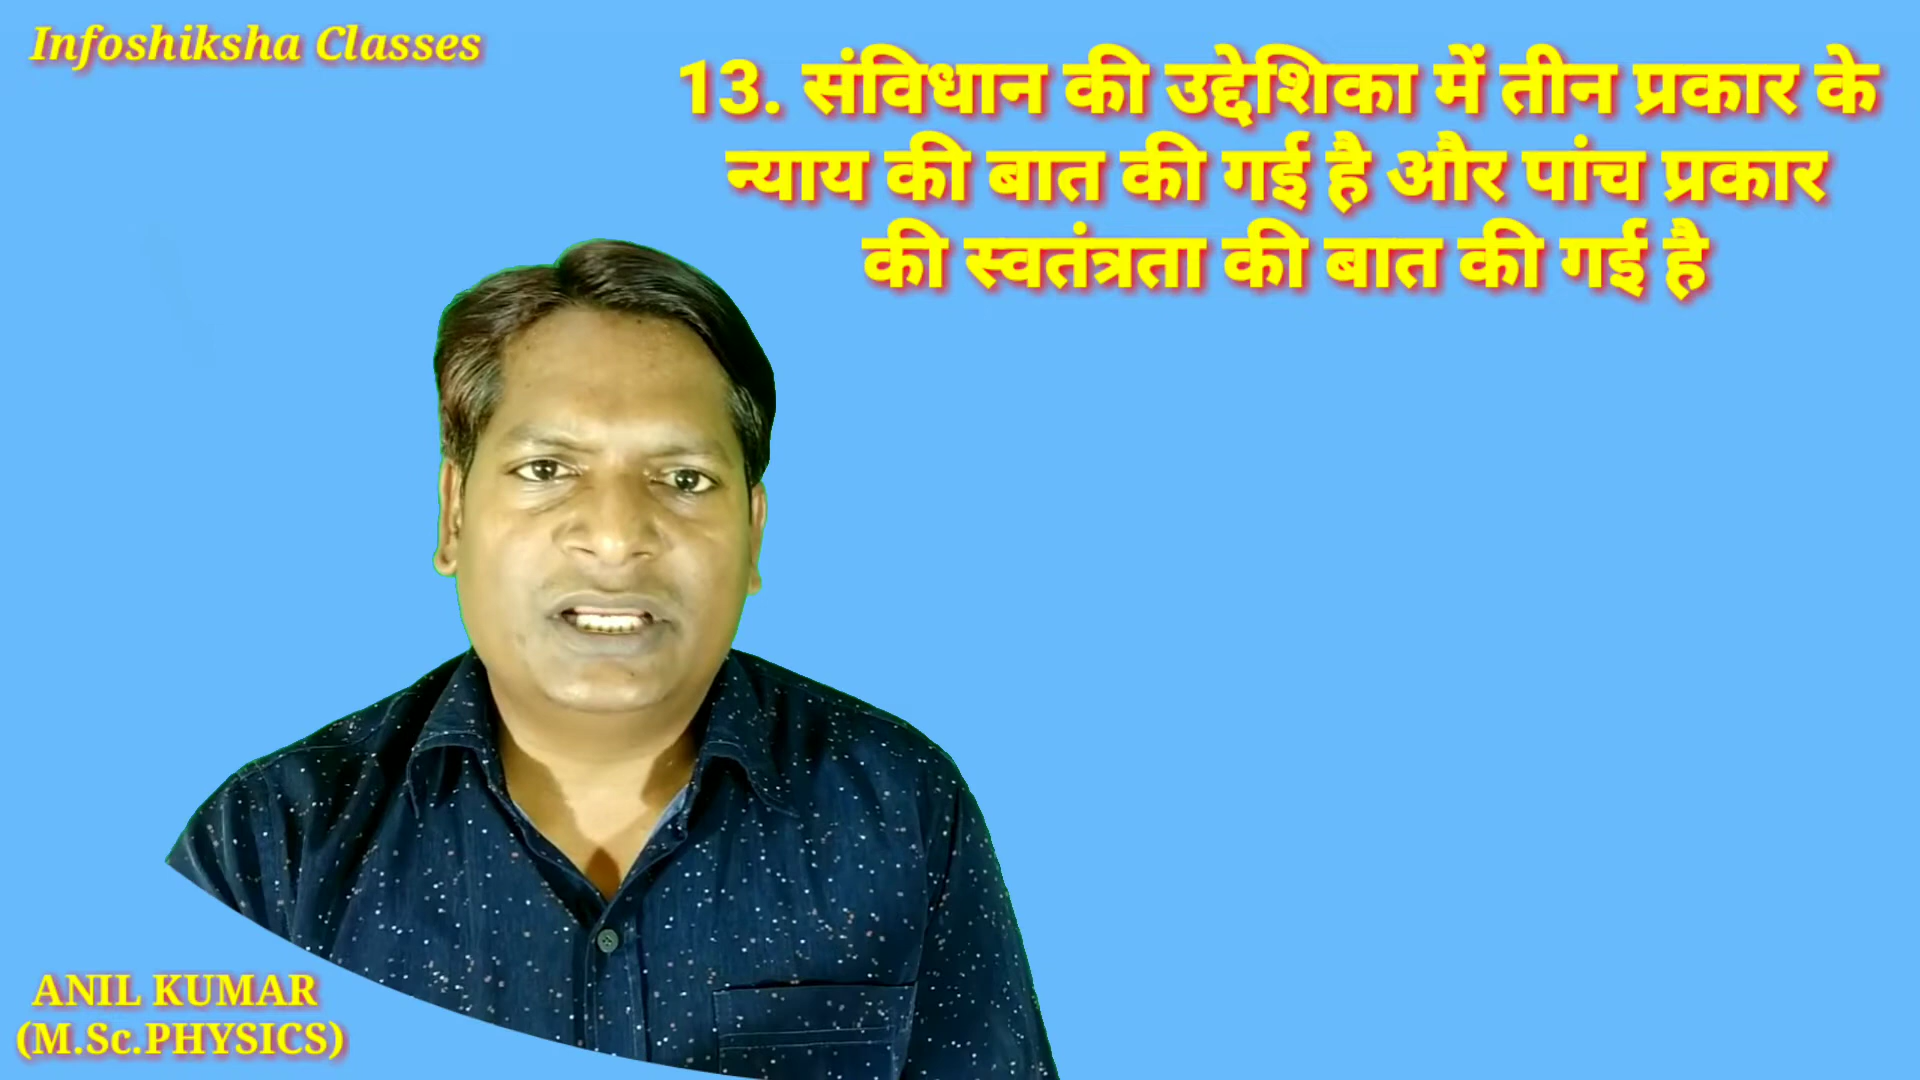 Infoshiksha Classes
13. संविधान की उद्देशिका में तीन प्रकार के
न्याय की बात की गई है और पांच प्रकार
की स्वतंत्रता की बात की गई है
ANIL KUMAR
(M.Sc.PHYSICS)